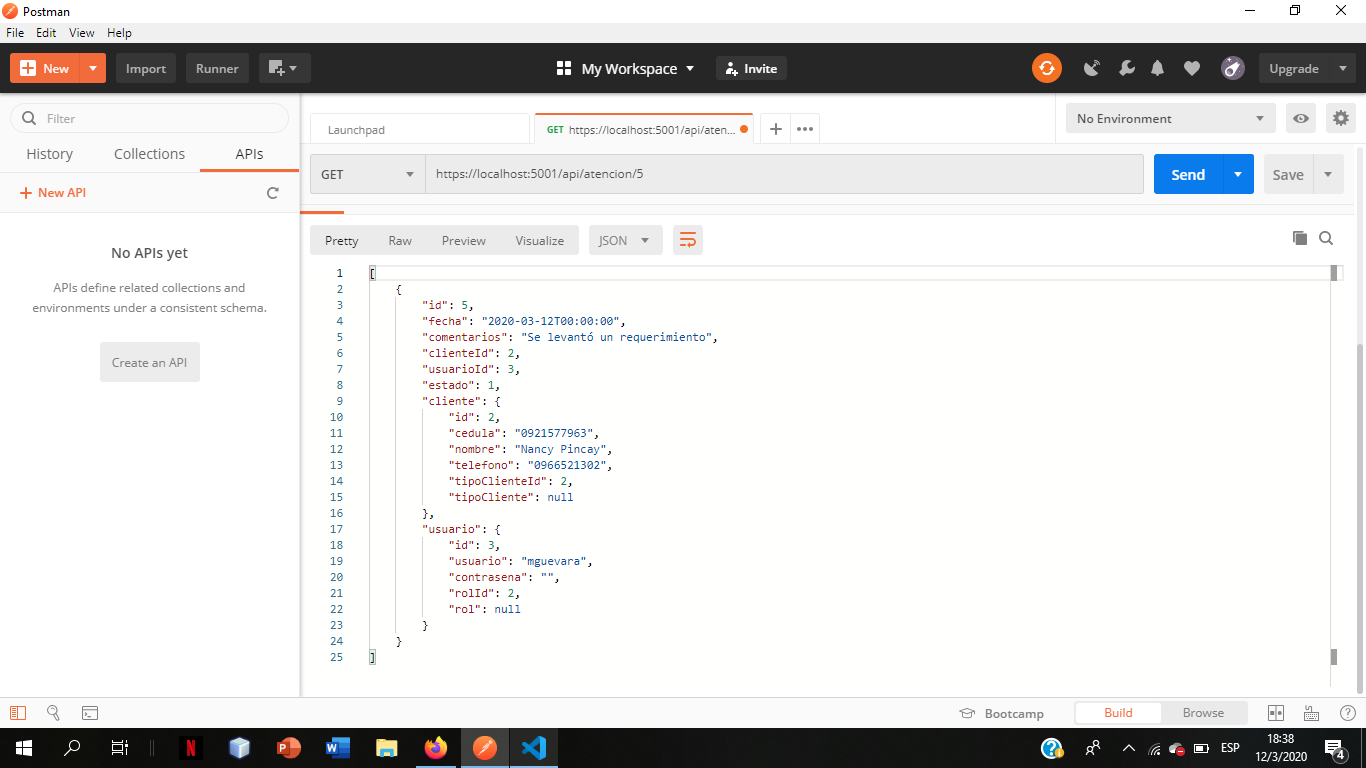 Postman
File Edit View Help
New Import Runner My Workspace Invite Upgrade
Filter
History Collections APIs
New API
No APIs yet
APIs define related collections and
environments under a consistent schema.
Create an API
Launchpad GET https://localhost:5001/api/aten... No Environment
GET https://localhost:5001/api/atencion/5 Send Save
Pretty Raw Preview Visualize JSON
1 [
2 {
3 "id": 5,
4 "fecha": "2020-03-12T00:00:00",
5 "comentarios": "Se levantó un requerimiento",
6 "clienteId": 2,
7 "usuarioId": 3,
8 "estado": 1,
9 "cliente": {
10 "id": 2,
11 "cedula": "0921577963",
12 "nombre": "Nancy Pincay",
13 "telefono": "0966521302",
14 "tipoClienteId": 2,
15 "tipoCliente": null
16 },
17 "usuario": {
18 "id": 3,
19 "usuario": "mguevara",
20 "contrasena": "",
21 "rolId": 2,
22 "rol": null
23 }
24 }
25 ]
Bootcamp Build Browse
ESP 18:38
12/3/2020 4